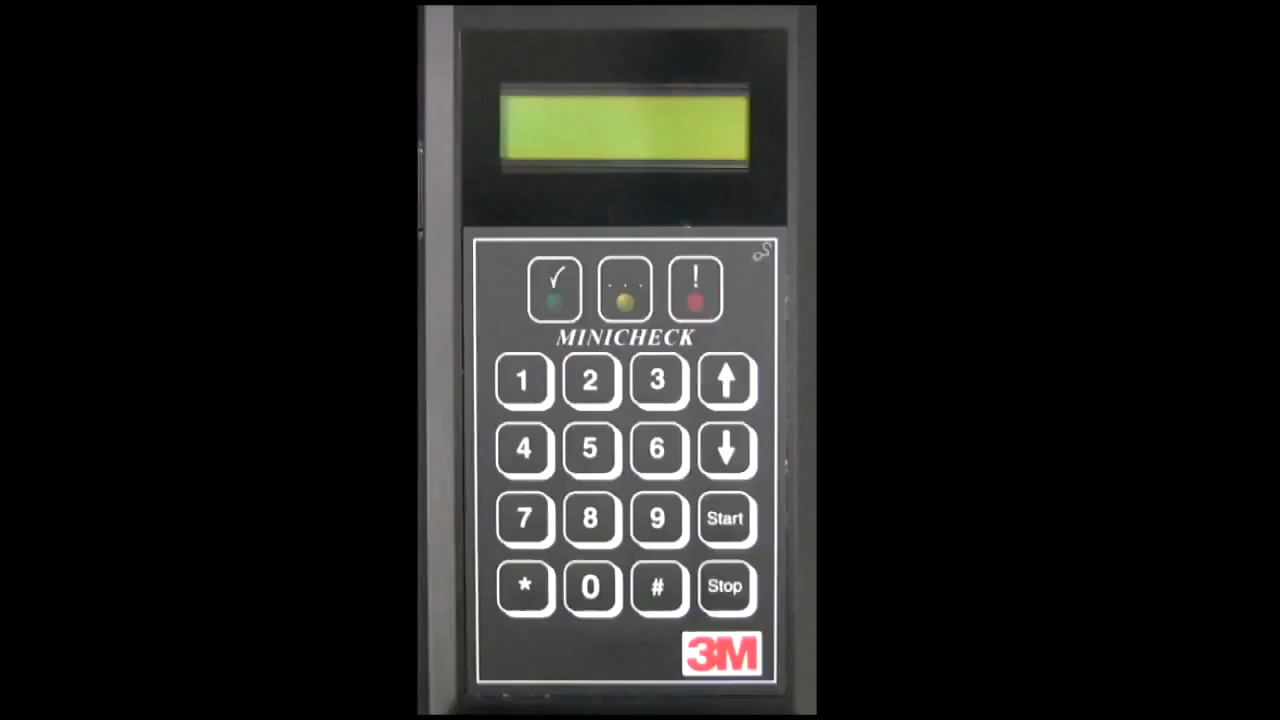 ✓ . . . !
MINICHECK
1 2 3 ↑
4 5 6 ↓
7 8 9 Start
* 0 # Stop
3M